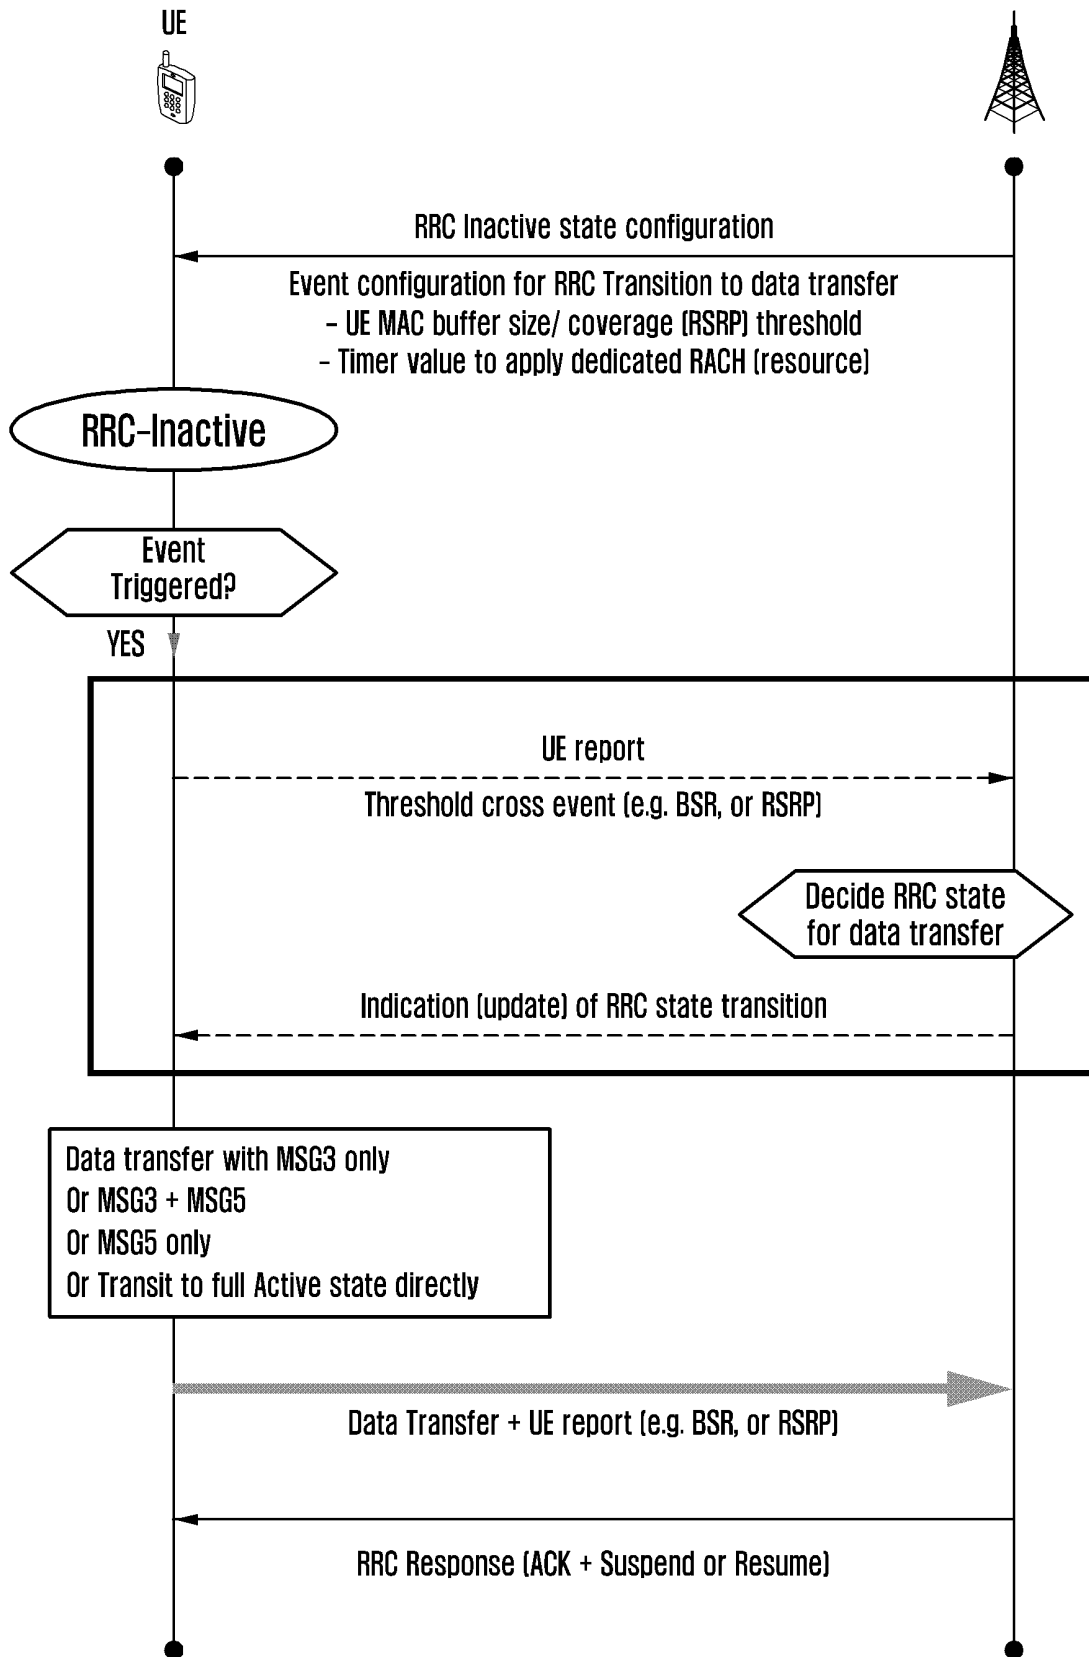 UE
RRC Inactive state configuration
Event configuration for RRC Transition to data transfer
- UE MAC buffer size/ coverage (RSRP) threshold
- Timer value to apply dedicated RACH (resource)
RRC-Inactive
Event
Triggered?
YES
UE report
Threshold cross event (e.g. BSR, or RSRP)
Decide RRC state
for data transfer
Indication (update) of RRC state transition
Data transfer with MSG3 only
Or MSG3 + MSG5
Or MSG5 only
Or Transit to full Active state directly
Data Transfer + UE report (e.g. BSR, or RSRP)
RRC Response (ACK + Suspend or Resume)